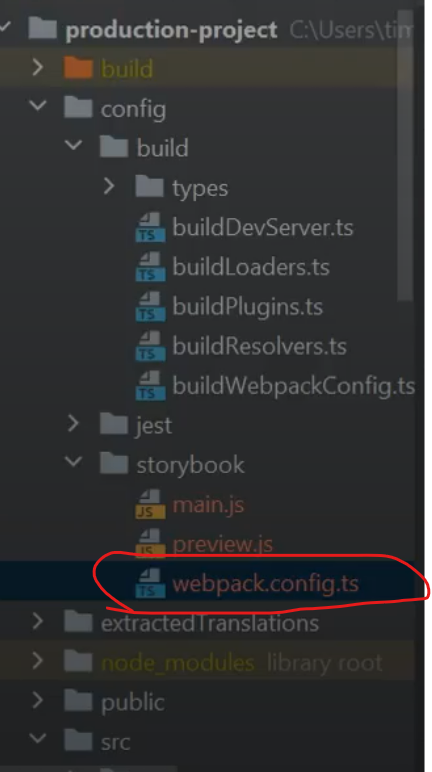 production-project C:\Users\tim
build
config
build
types
TS buildDevServer.ts
TS buildLoaders.ts
TS buildPlugins.ts
TS buildResolvers.ts
TS buildWebpackConfig.ts
jest
storybook
JS main.js
JS preview.js
TS webpack.config.ts
extractedTranslations
node_modules library root
public
src